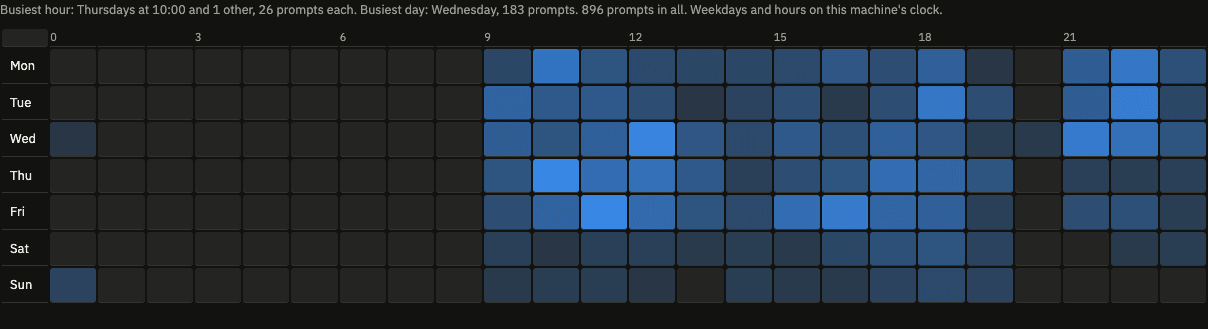 Busiest hour: Thursdays at 10:00 and 1 other, 26 prompts each. Busiest day: Wednesday, 183 prompts. 896 prompts in all. Weekdays and hours on this machine's clock.
0 3 6 9 12 15 18 21
Mon
Tue
Wed
Thu
Fri
Sat
Sun